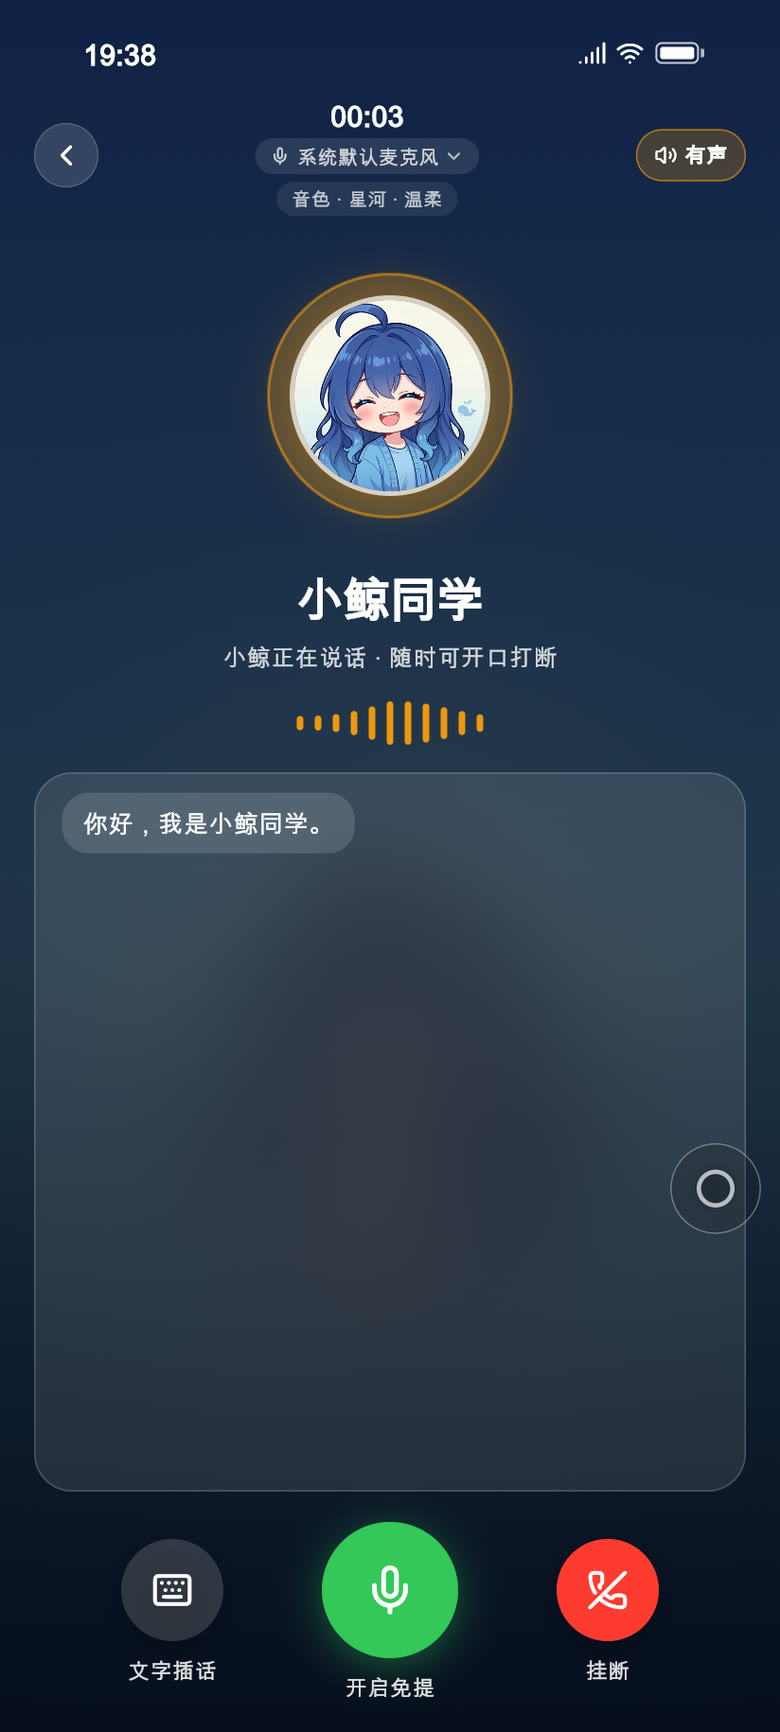 19:38
00:03
系统默认麦克风
有声
音色 · 星河 · 温柔
小鲸同学
小鲸正在说话 · 随时可开口打断
你好，我是小鲸同学。
文字插话
开启免提
挂断